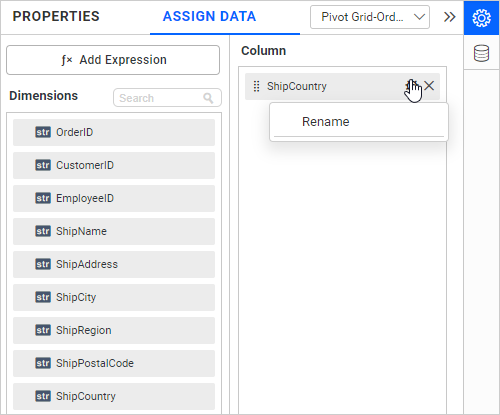 PROPERTIES
ASSIGN DATA
Pivot Grid-Ord...
ƒ× Add Expression
Dimensions
Search
str OrderID
str CustomerID
str EmployeeID
str ShipName
str ShipAddress
str ShipCity
str ShipRegion
str ShipPostalCode
str ShipCountry
Column
ShipCountry
Rename